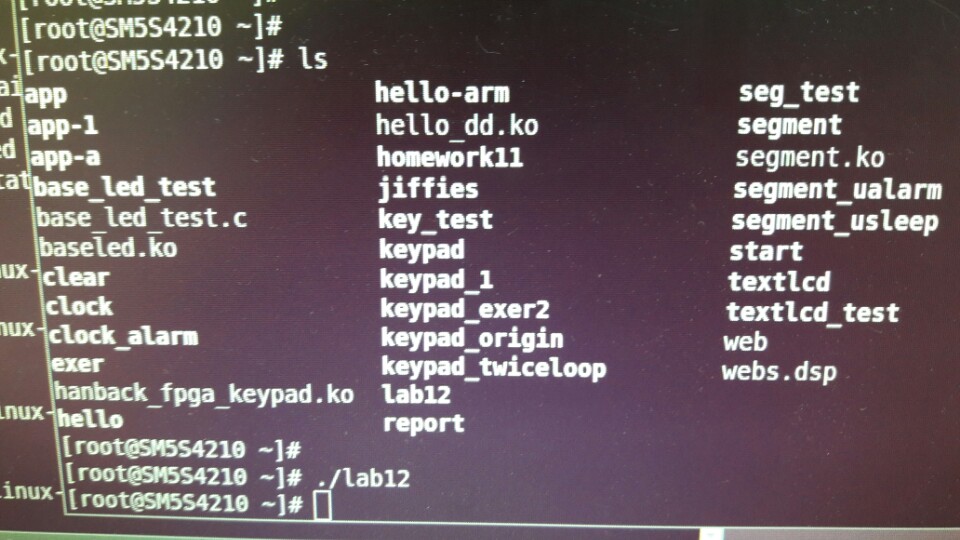 [root@SM5S4210 ~]#
[root@SM5S4210 ~]# ls
app hello-arm seg_test
app-1 hello_dd.ko segment
app-a homework11 segment.ko
base_led_test jiffies segment_ualarm
base_led_test.c key_test segment_usleep
baseled.ko keypad start
clear keypad_1 textlcd
clock keypad_exer2 textlcd_test
clock_alarm keypad_origin web
exer keypad_twiceloop webs.dsp
hanback_fpga_keypad.ko lab12
hello report
[root@SM5S4210 ~]#
[root@SM5S4210 ~]# ./lab12
[root@SM5S4210 ~]#